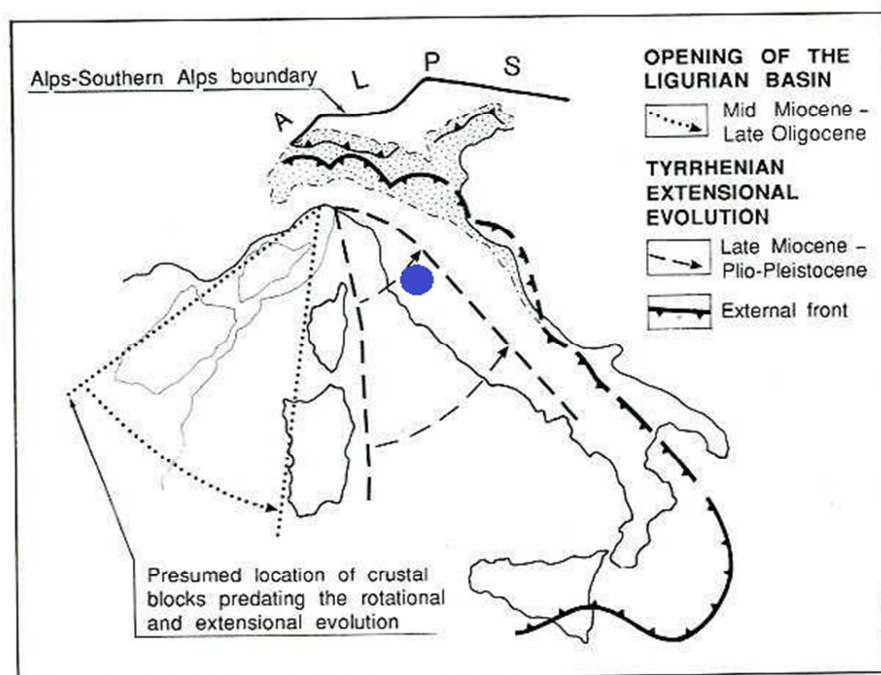 Alps-Southern Alps boundary
A L P S
OPENING OF THE
LIGURIAN BASIN
Mid Miocene –
Late Oligocene
TYRRHENIAN
EXTENSIONAL
EVOLUTION
Late Miocene –
Plio-Pleistocene
External front
Presumed location of crustal
blocks predating the rotational
and extensional evolution